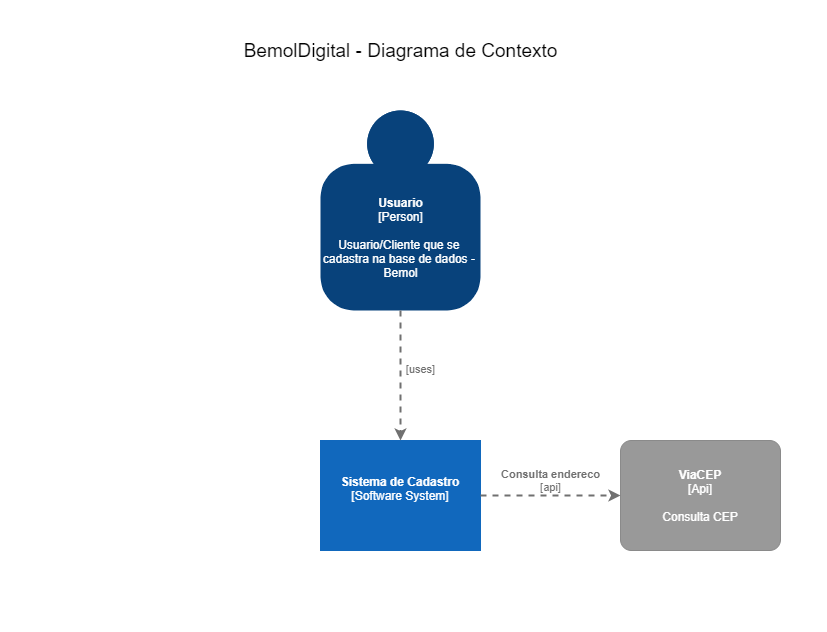 BemolDigital - Diagrama de Contexto
Usuario
[Person]
Usuario/Cliente que se
cadastra na base de dados -
Bemol
[uses]
Sistema de Cadastro
[Software System]
Consulta endereco
[api]
ViaCEP
[Api]
Consulta CEP